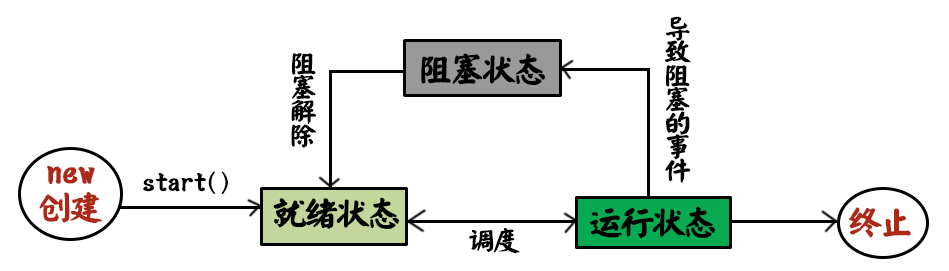 导致阻塞的事件
阻塞状态
阻塞解除
new
创建
start()
就绪状态
调度
运行状态
终止